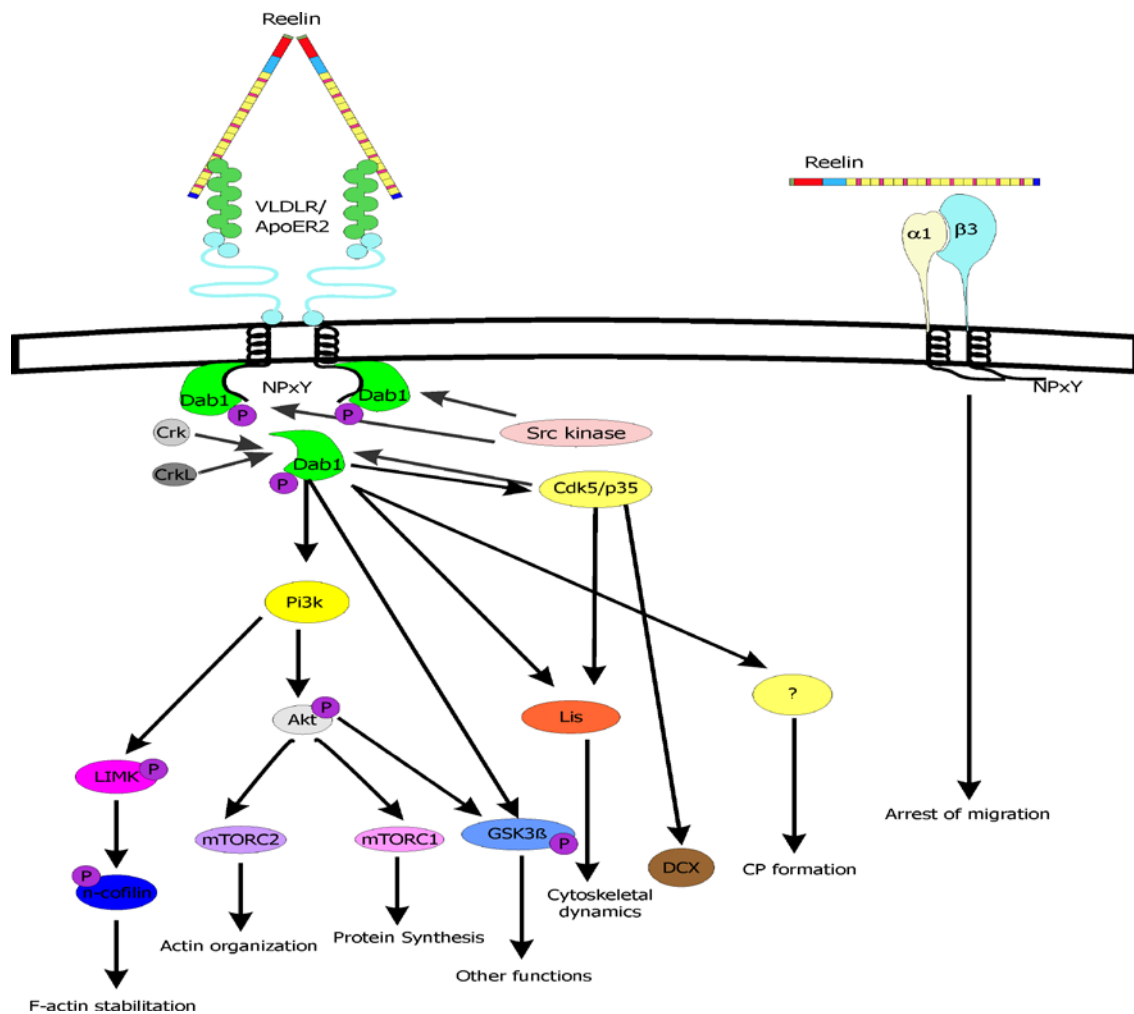 Reelin
Reelin
VLDLR/
ApoER2
α1
β3
NPxY
NPxY
Dab1
Dab1
P
P
Crk
Src kinase
CrkL
Dab1
P
Cdk5/p35
Pi3k
?
Akt
P
Lis
LIMK
P
Arrest of migration
mTORC2
mTORC1
GSK3ß
P
DCX
CP formation
P
n-cofilin
Cytoskeletal
dynamics
Actin organization
Protein Synthesis
Other functions
F-actin stabilitation